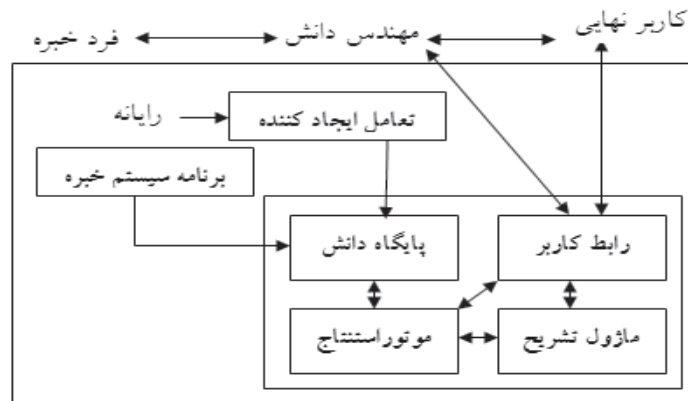 کاربر نهایی
مهندس دانش
فرد خبره
رایانه
تعامل ایجاد کننده
برنامه سیستم خبره
رابط کاربر
پایگاه دانش
ماژول تشریح
موتوراستنتاج